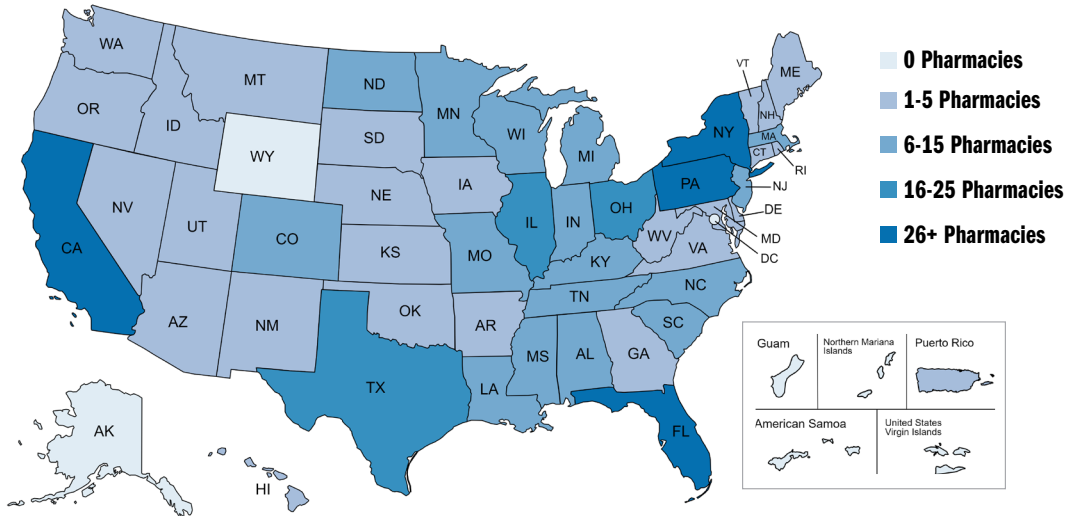 WA
MT
ND
MN
VT
ME
OR
ID
SD
WI
MI
NY
NH
MA
CT
RI
WY
NE
IA
PA
NJ
NV
UT
CO
IL
IN
OH
DE
MD
DC
CA
KS
MO
WV
VA
KY
AZ
NM
OK
AR
TN
NC
SC
TX
LA
MS
AL
GA
FL
AK
HI
0 Pharmacies
1-5 Pharmacies
6-15 Pharmacies
16-25 Pharmacies
26+ Pharmacies
Guam
Northern Mariana
Islands
Puerto Rico
American Samoa
United States
Virgin Islands